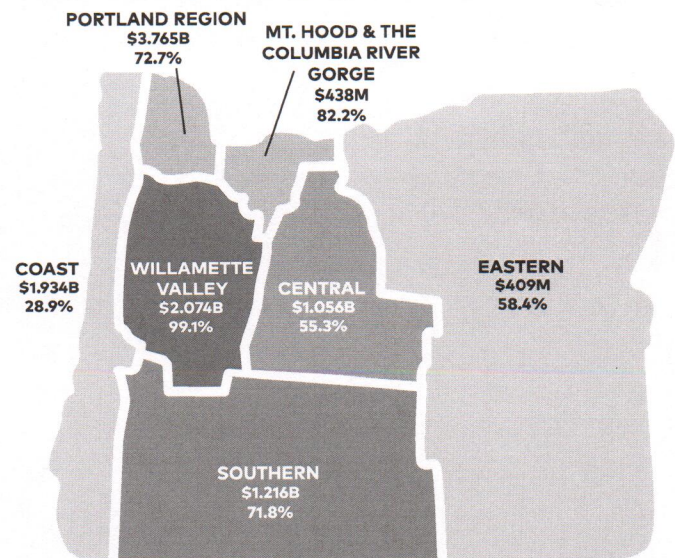 PORTLAND REGION
$3.765B
72.7%
MT. HOOD & THE
COLUMBIA RIVER
GORGE
$438M
82.2%
COAST
$1.934B
28.9%
WILLAMETTE
VALLEY
$2.074B
99.1%
CENTRAL
$1.056B
55.3%
EASTERN
$409M
58.4%
SOUTHERN
$1.216B
71.8%